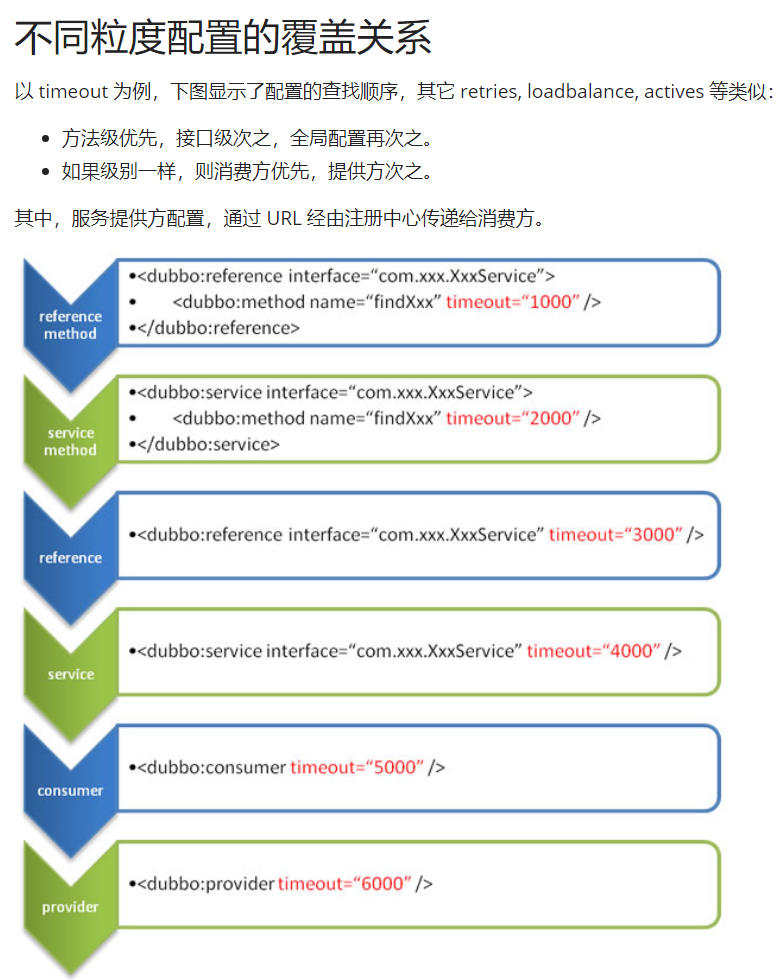 不同粒度配置的覆盖关系
以 timeout 为例，下图显示了配置的查找顺序，其它 retries, loadbalance, actives 等类似：
• 方法级优先，接口级次之，全局配置再次之。
• 如果级别一样，则消费方优先，提供方次之。
其中，服务提供方配置，通过 URL 经由注册中心传递给消费方。
reference
method
•<dubbo:reference interface=“com.xxx.XxxService”>
• <dubbo:method name=“findXxx” timeout=“1000” />
•</dubbo:reference>
service
method
•<dubbo:service interface=“com.xxx.XxxService”>
• <dubbo:method name=“findXxx” timeout=“2000” />
•</dubbo:service>
reference
•<dubbo:reference interface=“com.xxx.XxxService” timeout=“3000” />
service
•<dubbo:service interface=“com.xxx.XxxService” timeout=“4000” />
consumer
•<dubbo:consumer timeout=“5000” />
provider
•<dubbo:provider timeout=“6000” />